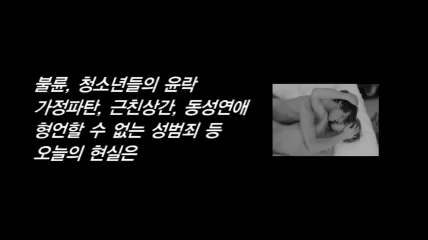 불륜, 청소년들의 윤락
가정파탄, 근친상간, 동성연애
형언할 수 없는 성범죄 등
오늘의 현실은